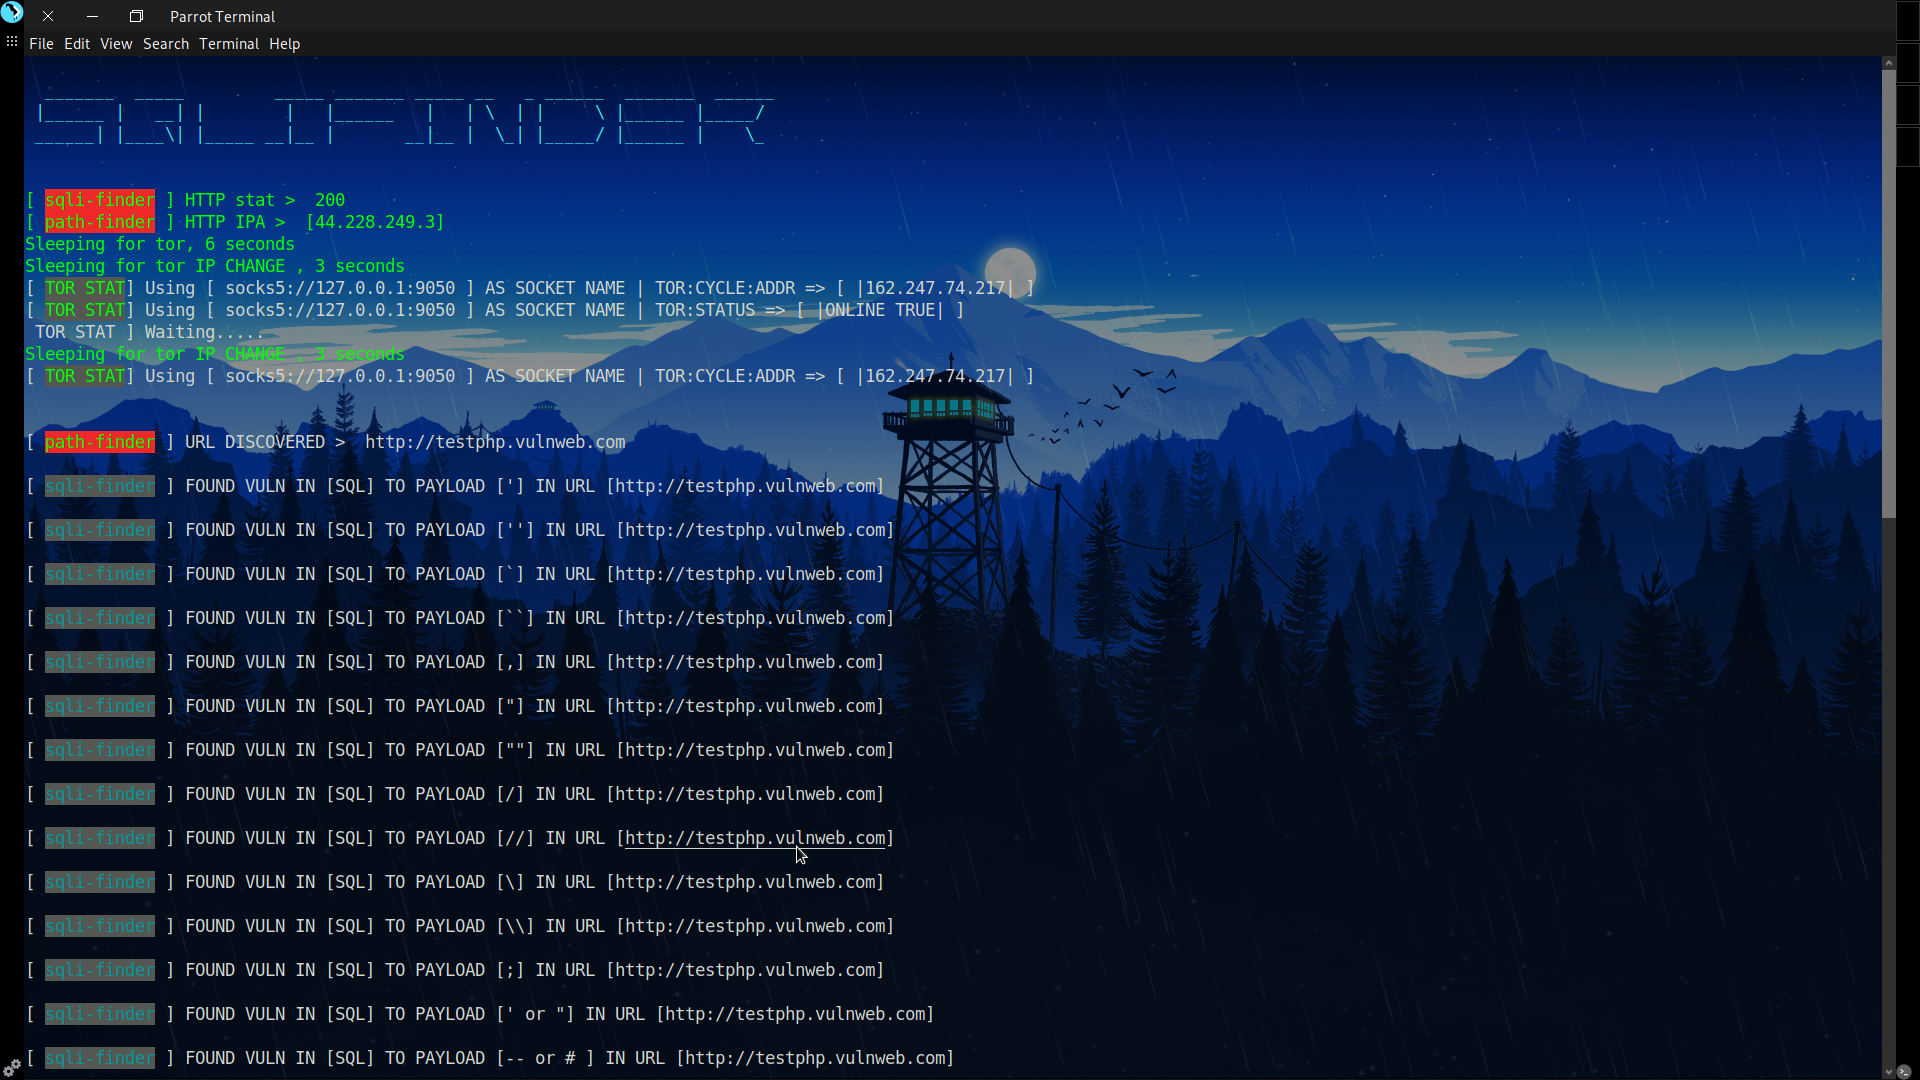 Parrot Terminal
File Edit View Search Terminal Help
SQLIFINDER
[ sqli-finder ] HTTP stat >  200
[ path-finder ] HTTP IPA >  [44.228.249.3]
Sleeping for tor, 6 seconds
Sleeping for tor IP CHANGE , 3 seconds
[ TOR STAT] Using [ socks5://127.0.0.1:9050 ] AS SOCKET NAME | TOR:CYCLE:ADDR => [ |162.247.74.217| ]
[ TOR STAT] Using [ socks5://127.0.0.1:9050 ] AS SOCKET NAME | TOR:STATUS => [ |ONLINE TRUE| ]
TOR STAT ] Waiting.....
Sleeping for tor IP CHANGE , 3 seconds
[ TOR STAT] Using [ socks5://127.0.0.1:9050 ] AS SOCKET NAME | TOR:CYCLE:ADDR => [ |162.247.74.217| ]
[ path-finder ] URL DISCOVERED >  http://testphp.vulnweb.com
[ sqli-finder ] FOUND VULN IN [SQL] TO PAYLOAD ['] IN URL [http://testphp.vulnweb.com]
[ sqli-finder ] FOUND VULN IN [SQL] TO PAYLOAD [''] IN URL [http://testphp.vulnweb.com]
[ sqli-finder ] FOUND VULN IN [SQL] TO PAYLOAD [`] IN URL [http://testphp.vulnweb.com]
[ sqli-finder ] FOUND VULN IN [SQL] TO PAYLOAD [``] IN URL [http://testphp.vulnweb.com]
[ sqli-finder ] FOUND VULN IN [SQL] TO PAYLOAD [,] IN URL [http://testphp.vulnweb.com]
[ sqli-finder ] FOUND VULN IN [SQL] TO PAYLOAD ["] IN URL [http://testphp.vulnweb.com]
[ sqli-finder ] FOUND VULN IN [SQL] TO PAYLOAD [""] IN URL [http://testphp.vulnweb.com]
[ sqli-finder ] FOUND VULN IN [SQL] TO PAYLOAD [/] IN URL [http://testphp.vulnweb.com]
[ sqli-finder ] FOUND VULN IN [SQL] TO PAYLOAD [//] IN URL [http://testphp.vulnweb.com]
[ sqli-finder ] FOUND VULN IN [SQL] TO PAYLOAD [\] IN URL [http://testphp.vulnweb.com]
[ sqli-finder ] FOUND VULN IN [SQL] TO PAYLOAD [\\] IN URL [http://testphp.vulnweb.com]
[ sqli-finder ] FOUND VULN IN [SQL] TO PAYLOAD [;] IN URL [http://testphp.vulnweb.com]
[ sqli-finder ] FOUND VULN IN [SQL] TO PAYLOAD [' or "] IN URL [http://testphp.vulnweb.com]
[ sqli-finder ] FOUND VULN IN [SQL] TO PAYLOAD [-- or # ] IN URL [http://testphp.vulnweb.com]